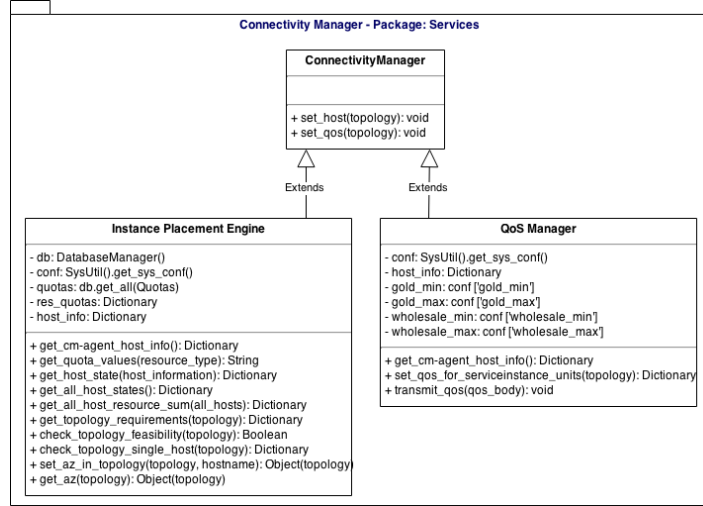 Connectivity Manager - Package: Services
ConnectivityManager
+ set_host(topology): void
+ set_qos(topology): void
Extends
Extends
Instance Placement Engine
- db: DatabaseManager()
- conf: SysUtil().get_sys_conf()
- quotas: db.get_all(Quotas)
- res_quotas: Dictionary
- host_info: Dictionary
+ get_cm-agent_host_info(): Dictionary
+ get_quota_values(resource_type): String
+ get_host_state(host_information): Dictionary
+ get_all_host_states(): Dictionary
+ get_all_host_resource_sum(all_hosts): Dictionary
+ get_topology_requirements(topology): Dictionary
+ check_topology_feasibility(topology): Boolean
+ check_topology_single_host(topology): Dictionary
+ set_az_in_topology(topology, hostname): Object(topology)
+ get_az(topology): Object(topology)
QoS Manager
- conf: SysUtil().get_sys_conf()
- host_info: Dictionary
- gold_min: conf ['gold_min']
- gold_max: conf ['gold_max']
- wholesale_min: conf ['wholesale_min']
- wholesale_max: conf ['wholesale_max']
+ get_cm-agent_host_info(): Dictionary
+ set_qos_for_serviceinstance_units(topology): Dictionary
+ transmit_qos(qos_body): void